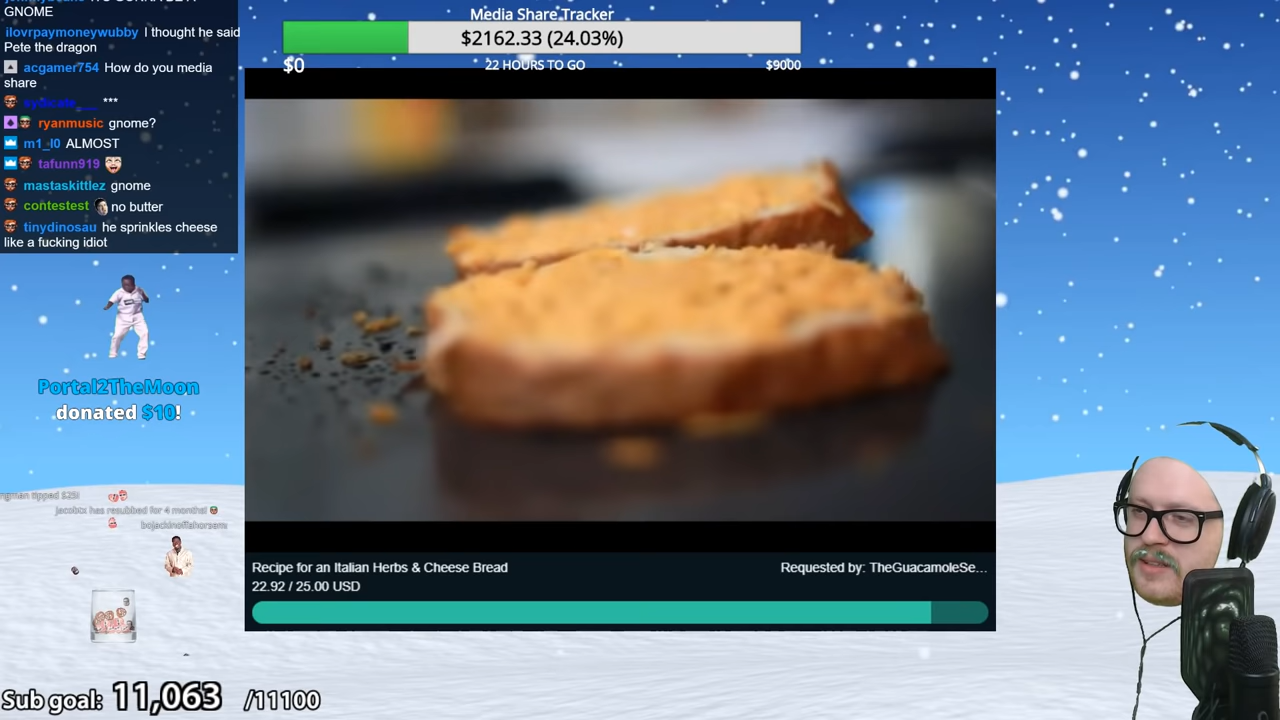 GNOME
ilovrpaymoneywubby I thought he said
Pete the dragon
acgamer754 How do you media
share
***
ryanmusic gnome?
m1_l0 ALMOST
tafunn919
mastaskittlez gnome
contestest no butter
tinydinosau he sprinkles cheese
like a fucking idiot
Media Share Tracker
$2162.33 (24.03%)
$0
22 HOURS TO GO
$9000
Portal2TheMoon
donated $10!
tipped $25!
has resubbed for 4 months!
Recipe for an Italian Herbs & Cheese Bread
Requested by: TheGuacamoleSe...
22.92 / 25.00 USD
Sub goal: 11,063 /11100